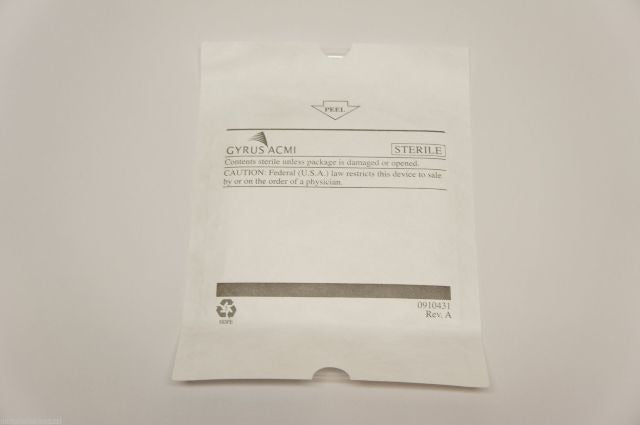 PEEL
GYRUS ACMI
STERILE
Contents sterile unless package is damaged or opened.
CAUTION: Federal (U.S.A.) law restricts this device to sale
by or on the order of a physician.
HDPE
0910431
Rev. A